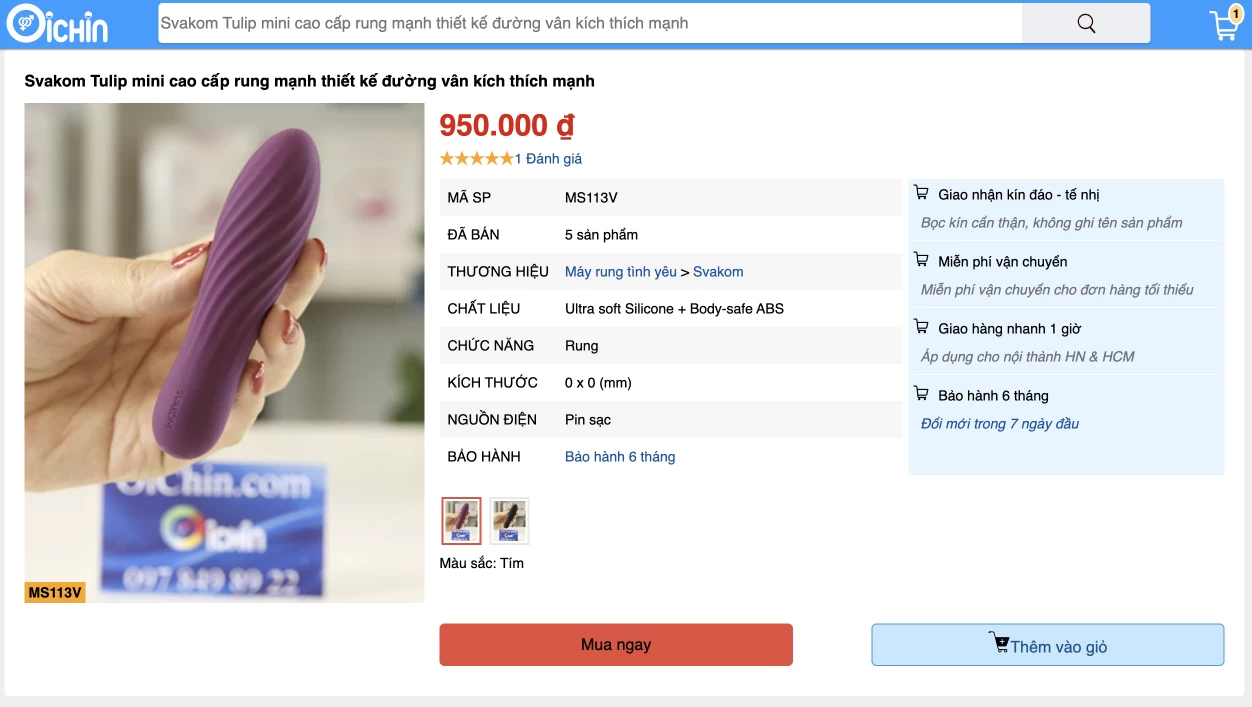 OiCHiN
Svakom Tulip mini cao cấp rung mạnh thiết kế đường vân kích thích mạnh
1
Svakom Tulip mini cao cấp rung mạnh thiết kế đường vân kích thích mạnh
SVAKOM
OiChin.com
OiCHiN
097 849 89 22
MS113V
950.000 ₫
★★★★★1 Đánh giá
MÃ SP MS113V
ĐÃ BÁN 5 sản phẩm
THƯƠNG HIỆU Máy rung tình yêu > Svakom
CHẤT LIỆU Ultra soft Silicone + Body-safe ABS
CHỨC NĂNG Rung
KÍCH THƯỚC 0 x 0 (mm)
NGUỒN ĐIỆN Pin sạc
BẢO HÀNH Bảo hành 6 tháng
Màu sắc: Tím
Giao nhận kín đáo - tế nhị
Bọc kín cẩn thận, không ghi tên sản phẩm
Miễn phí vận chuyển
Miễn phí vận chuyển cho đơn hàng tối thiểu
Giao hàng nhanh 1 giờ
Áp dụng cho nội thành HN & HCM
Bảo hành 6 tháng
Đổi mới trong 7 ngày đầu
Mua ngay
Thêm vào giỏ